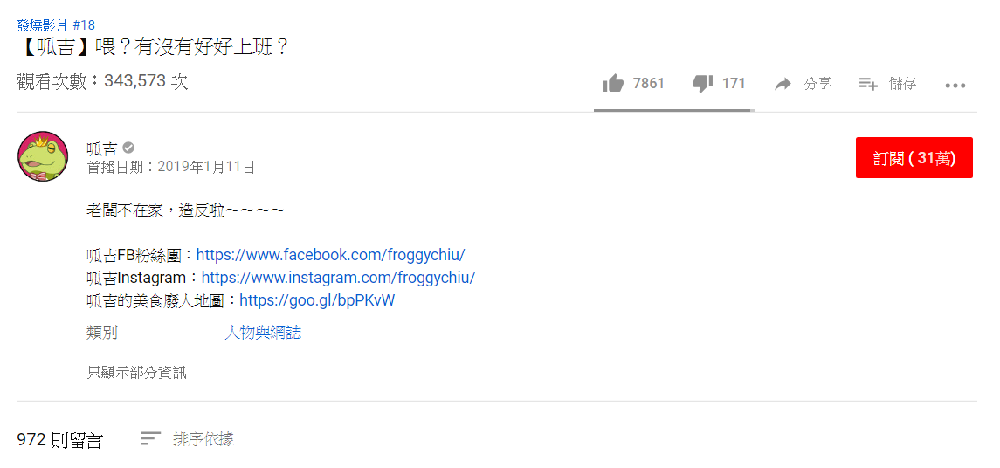 發燒影片 #18
【呱吉】喂？有沒有好好上班？
觀看次數：343,573 次
7861
171
分享
儲存
呱吉
首播日期：2019年1月11日
訂閱 ( 31萬)
老闆不在家，造反啦～～～～
呱吉FB粉絲團：https://www.facebook.com/froggychiu/
呱吉Instagram：https://www.instagram.com/froggychiu/
呱吉的美食廢人地圖：https://goo.gl/bpPKvW
類別 人物與網誌
只顯示部分資訊
972 則留言 排序依據